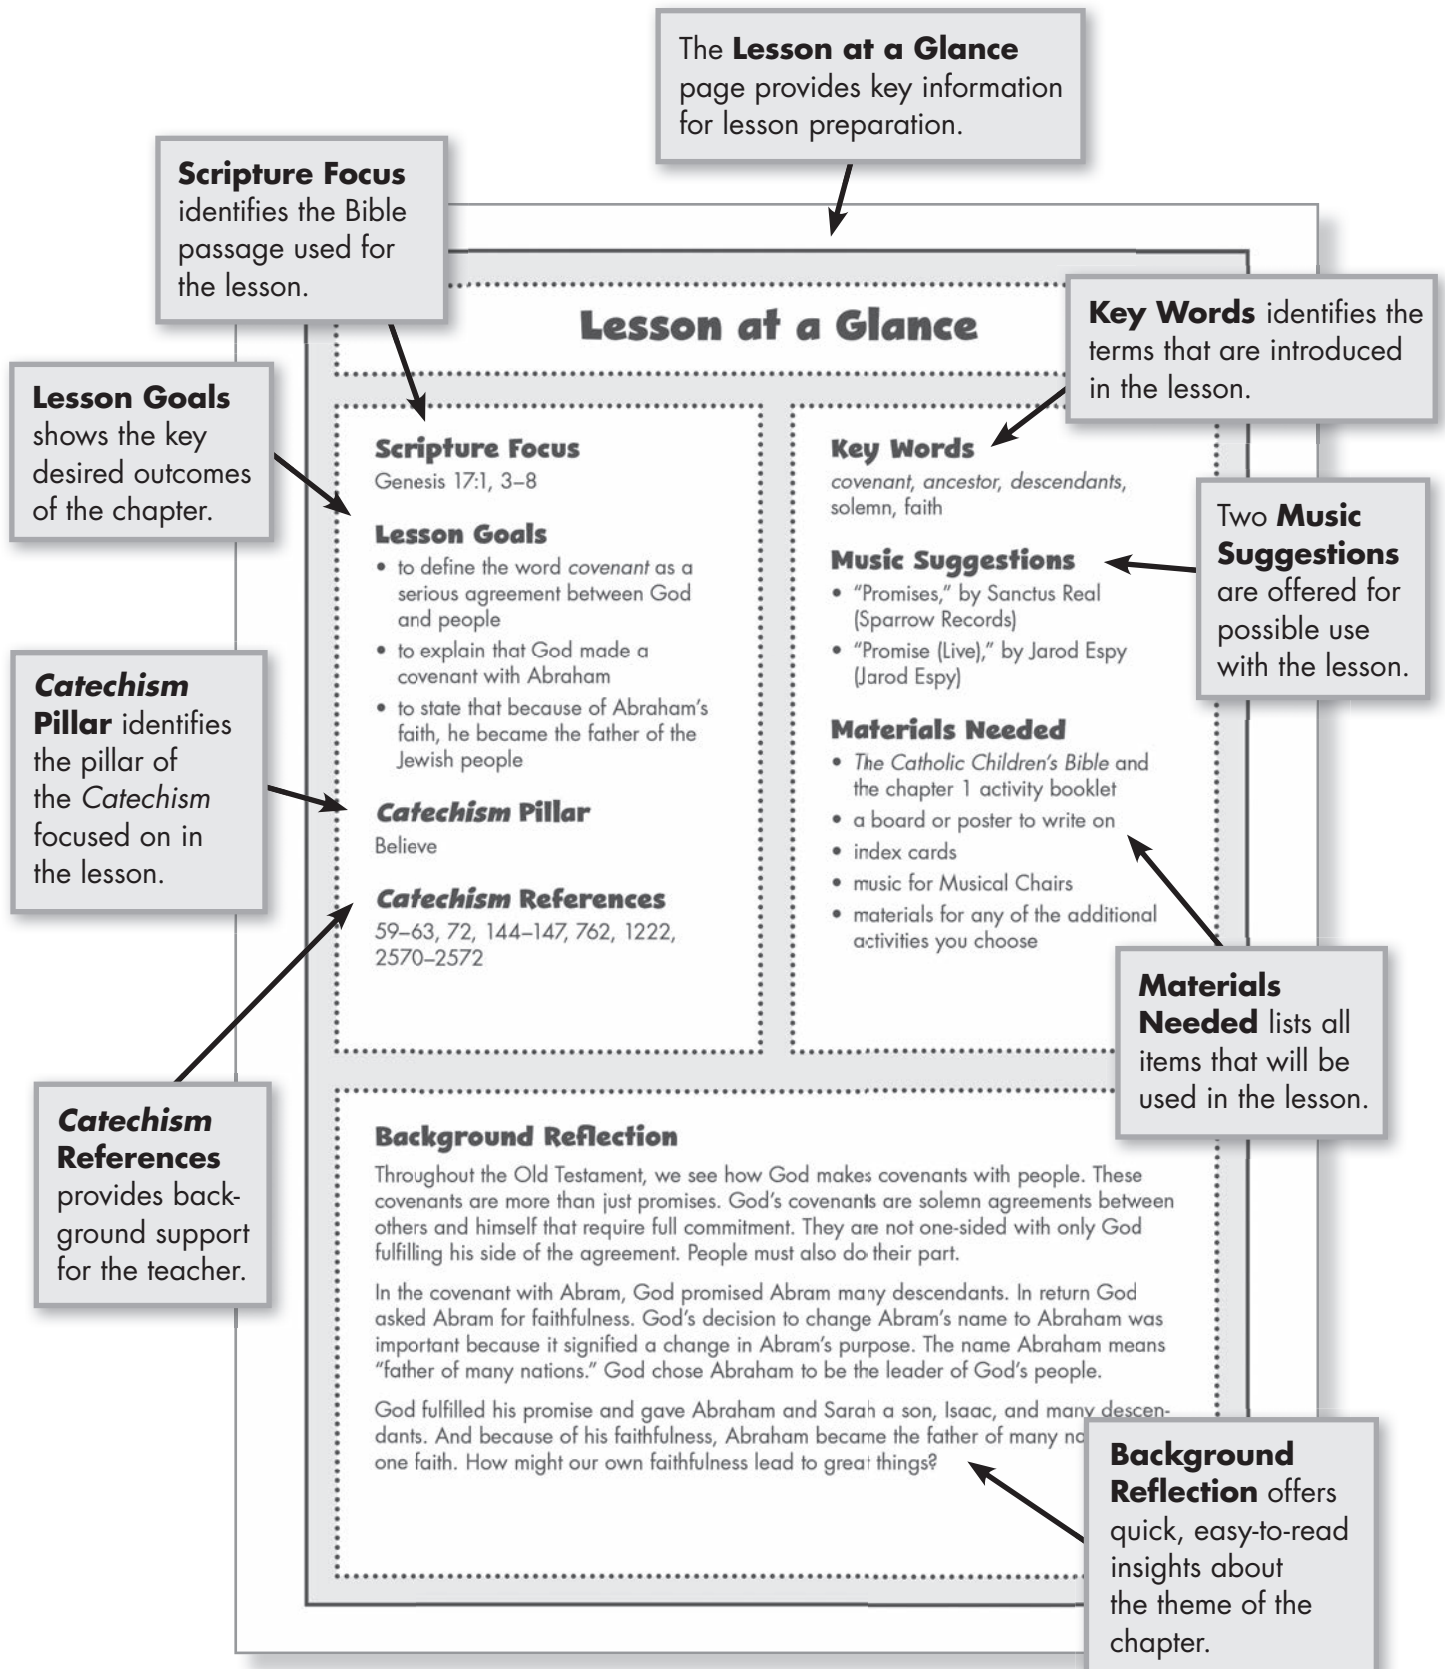 The Lesson at a Glance
page provides key information
for lesson preparation.
Scripture Focus
identifies the Bible
passage used for
the lesson.
Lesson Goals
shows the key
desired outcomes
of the chapter.
Catechism
Pillar identifies
the pillar of
the Catechism
focused on in
the lesson.
Catechism
References
provides back-
ground support
for the teacher.
Lesson at a Glance
Scripture Focus
Genesis 17:1, 3–8
Lesson Goals
• to define the word covenant as a
serious agreement between God
and people
• to explain that God made a
covenant with Abraham
• to state that because of Abraham's
faith, he became the father of the
Jewish people
Catechism Pillar
Believe
Catechism References
59–63, 72, 144–147, 762, 1222,
2570–2572
Key Words
covenant, ancestor, descendants,
solemn, faith
Music Suggestions
• "Promises," by Sanctus Real
(Sparrow Records)
• "Promise (Live)," by Jarod Espy
(Jarod Espy)
Materials Needed
• The Catholic Children's Bible and
the chapter 1 activity booklet
• a board or poster to write on
• index cards
• music for Musical Chairs
• materials for any of the additional
activities you choose
Key Words identifies the
terms that are introduced
in the lesson.
Two Music
Suggestions
are offered for
possible use
with the lesson.
Materials
Needed lists all
items that will be
used in the lesson.
Background Reflection
Throughout the Old Testament, we see how God makes covenants with people. These
covenants are more than just promises. God's covenants are solemn agreements between
others and himself that require full commitment. They are not one-sided with only God
fulfilling his side of the agreement. People must also do their part.
In the covenant with Abram, God promised Abram many descendants. In return God
asked Abram for faithfulness. God's decision to change Abram's name to Abraham was
important because it signified a change in Abram's purpose. The name Abraham means
"father of many nations." God chose Abraham to be the leader of God's people.
God fulfilled his promise and gave Abraham and Sarah a son, Isaac, and many descen-
dants. And because of his faithfulness, Abraham became the father of many
one faith. How might our own faithfulness lead to great things?
Background
Reflection offers
quick, easy-to-read
insights about
the theme of the
chapter.